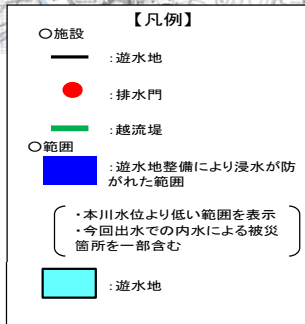 【凡例】
○施設
：遊水地
：排水門
：越流堤
○範囲
：遊水地整備により浸水が防
がれた範囲
・本川水位より低い範囲を表示
・今回出水での内水による被災
箇所を一部含む
：遊水地